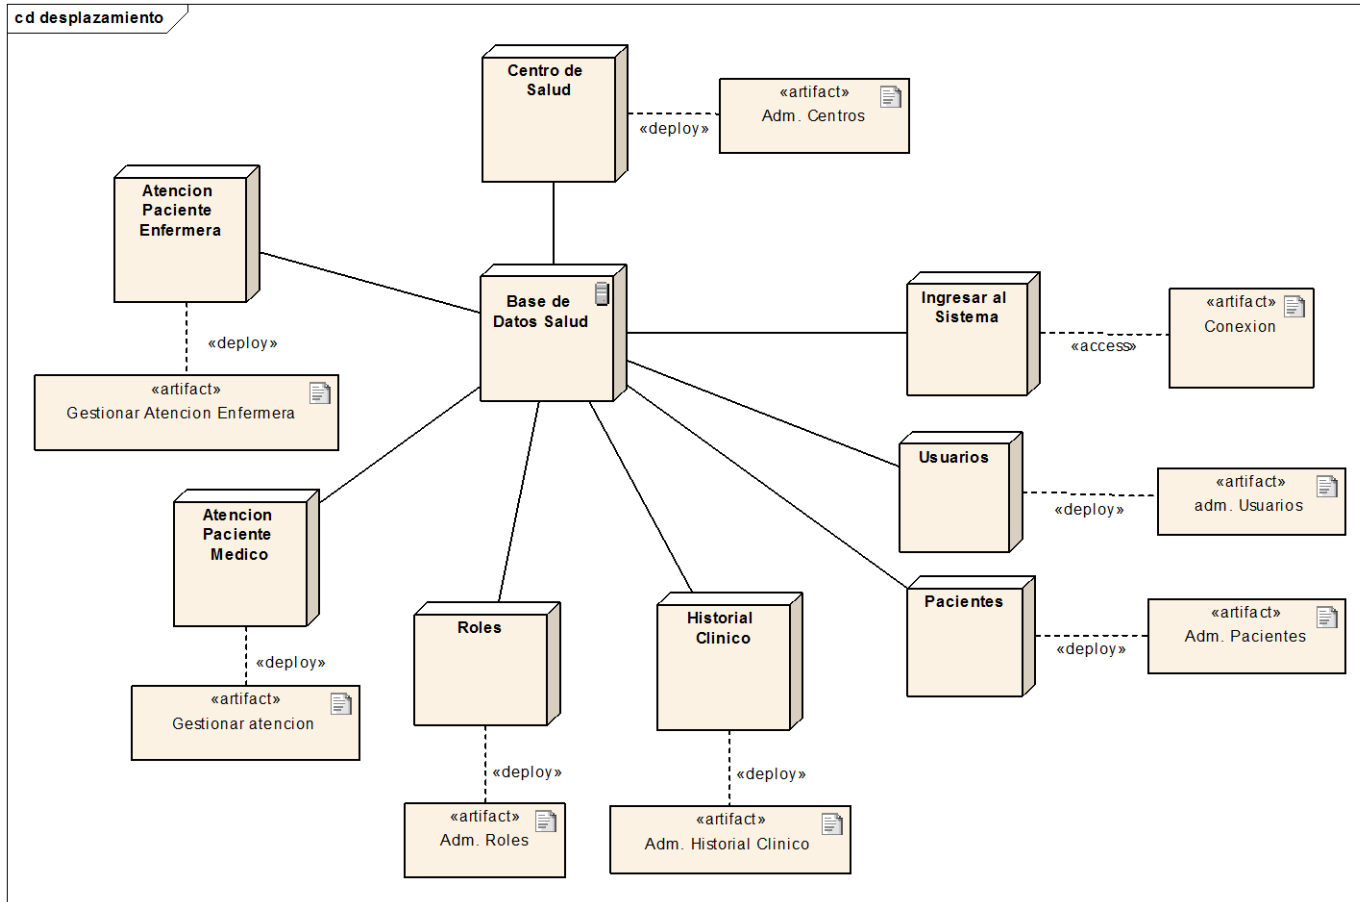 cd desplazamiento
Centro de
Salud
«deploy»
«artifact»
Adm. Centros
Atencion
Paciente
Enfermera
«deploy»
«artifact»
Gestionar Atencion Enfermera
Base de
Datos Salud
Ingresar al
Sistema
«access»
«artifact»
Conexion
Usuarios
«deploy»
«artifact»
adm. Usuarios
Atencion
Paciente
Medico
«deploy»
«artifact»
Gestionar atencion
Roles
«deploy»
«artifact»
Adm. Roles
Historial
Clinico
«deploy»
«artifact»
Adm. Historial Clinico
Pacientes
«deploy»
«artifact»
Adm. Pacientes